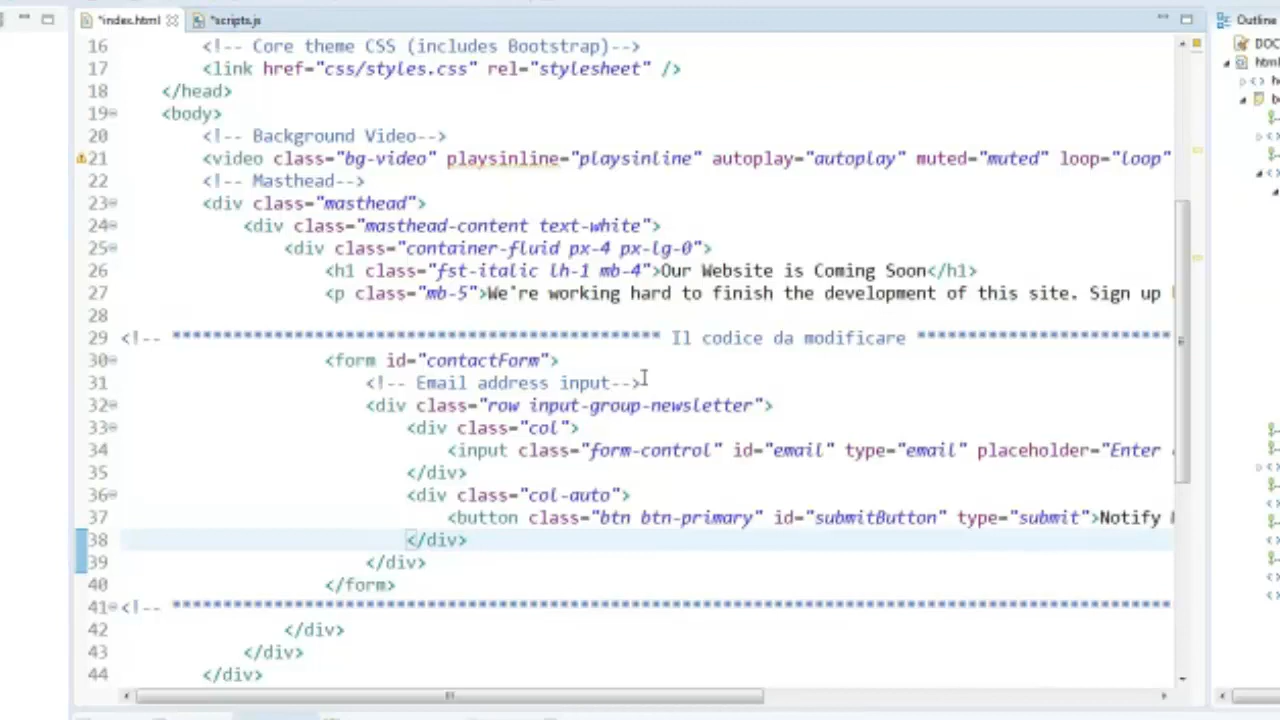 *index.html
*scripts.js
Outline
16 <!-- Core theme CSS (includes Bootstrap)-->
17 <link href="css/styles.css" rel="stylesheet" />
18 </head>
19 <body>
20 <!-- Background Video-->
21 <video class="bg-video" playsinline="playsinline" autoplay="autoplay" muted="muted" loop="loop"
22 <!-- Masthead-->
23 <div class="masthead">
24 <div class="masthead-content text-white">
25 <div class="container-fluid px-4 px-lg-0">
26 <h1 class="fst-italic lh-1 mb-4">Our Website is Coming Soon</h1>
27 <p class="mb-5">We're working hard to finish the development of this site. Sign up
28
29 <!-- ************************************************ Il codice da modificare *************************
30 <form id="contactForm">
31 <!-- Email address input-->
32 <div class="row input-group-newsletter">
33 <div class="col">
34 <input class="form-control" id="email" type="email" placeholder="Enter
35 </div>
36 <div class="col-auto">
37 <button class="btn btn-primary" id="submitButton" type="submit">Notify
38 </div>
39 </div>
40 </form>
41 <!-- **************************************************************************************************
42 </div>
43 </div>
44 </div>
DOC
html